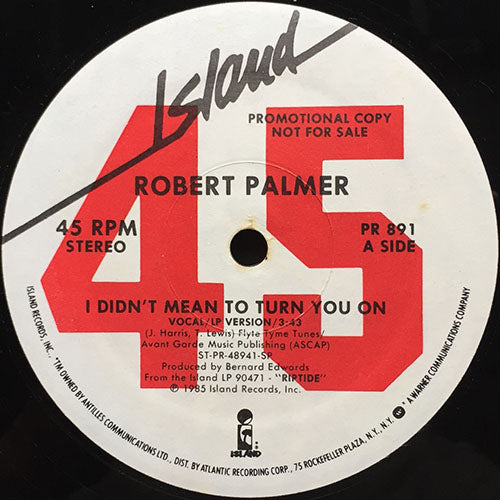 Island
45
PROMOTIONAL COPY
NOT FOR SALE
ROBERT PALMER
45 RPM
STEREO
PR 891
A SIDE
I DIDN'T MEAN TO TURN YOU ON
VOCAL/LP VERSION/3:43
(J. Harris, T. Lewis) Flyte Tyme Tunes/
Avant Garde Music Publishing (ASCAP)
ST-PR-48941-SP
Produced by Bernard Edwards
From the Island LP 90471 - "RIPTIDE"
℗ 1985 Island Records, Inc.
ISLAND
ISLAND RECORDS, INC., *TM OWNED BY ANTILLES COMMUNICATIONS LTD., DIST. BY ATLANTIC RECORDING CORP., 75 ROCKEFELLER PLAZA, N.Y., N.Y. A WARNER COMMUNICATIONS COMPANY